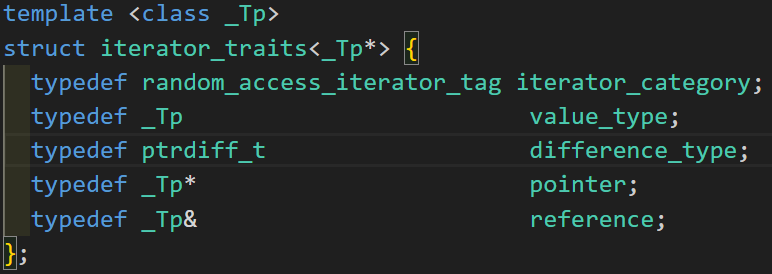 template <class _Tp>
struct iterator_traits<_Tp*> {
  typedef random_access_iterator_tag iterator_category;
  typedef _Tp                         value_type;
  typedef ptrdiff_t                   difference_type;
  typedef _Tp*                        pointer;
  typedef _Tp&                        reference;
};